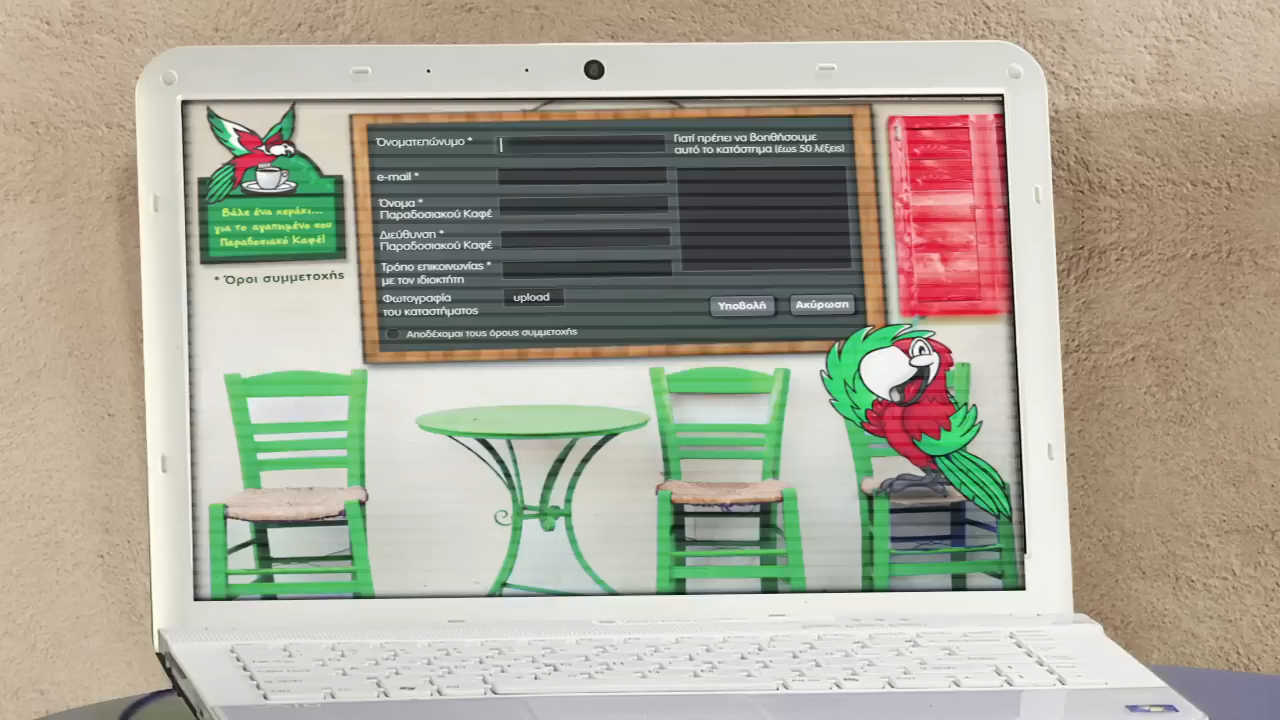 Βάλε ένα χεράκι...
για το αγαπημένο σου
Παραδοσιακό Καφέ!
* Όροι συμμετοχής
Όνοματεπώνυμο *
e-mail *
Όνομα *
Παραδοσιακού Καφέ
Διεύθυνση *
Παραδοσιακού Καφέ
Τρόπο επικοινωνίας *
με τον ιδιοκτήτη
Φωτογραφία
του καταστήματος
upload
Αποδέχομαι τους όρους συμμετοχής
Γιατί πρέπει να βοηθήσουμε
αυτό το κατάστημα (έως 50 λέξεις)
Υποβολή
Ακύρωση